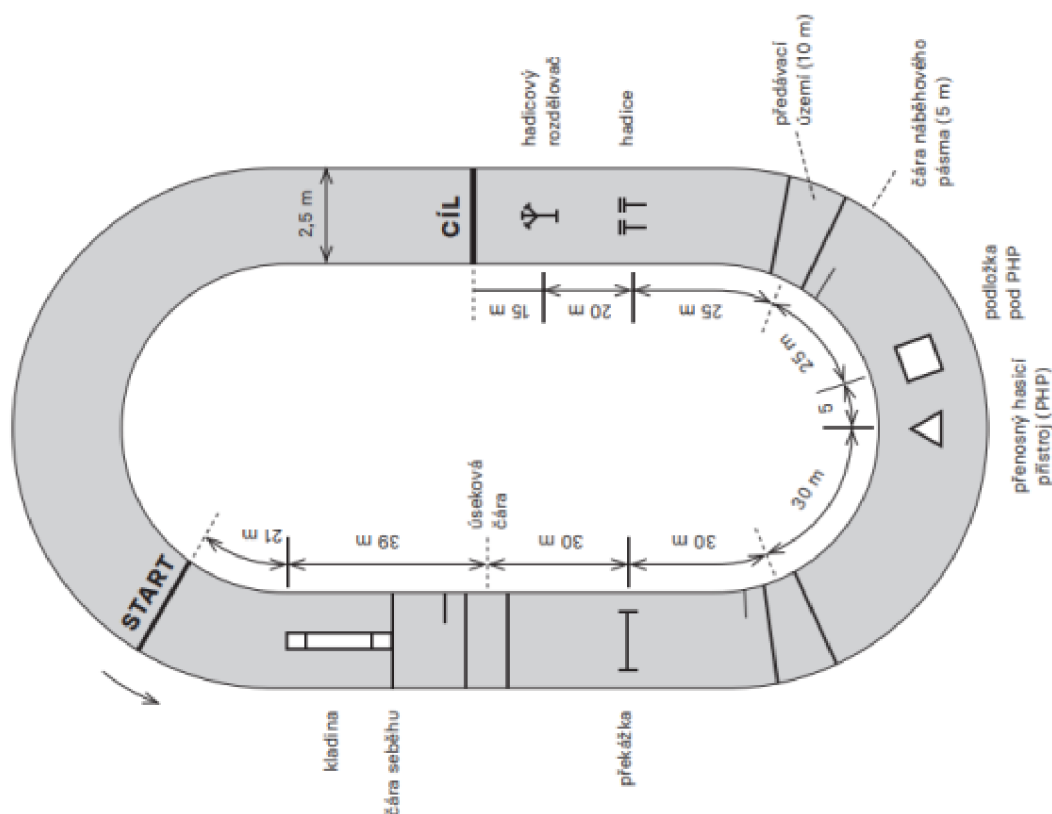 START
21 m
39 m
kladina
čára seběhu
úseková
čára
30 m
překážka
30 m
30 m
přenosný hasicí
přístroj (PHP)
5
podložka
pod PHP
25 m
čára náběhového
pásma (5 m)
předávací
území (10 m)
25 m
hadice
20 m
hadicový
rozdělovač
15 m
CÍL
2,5 m